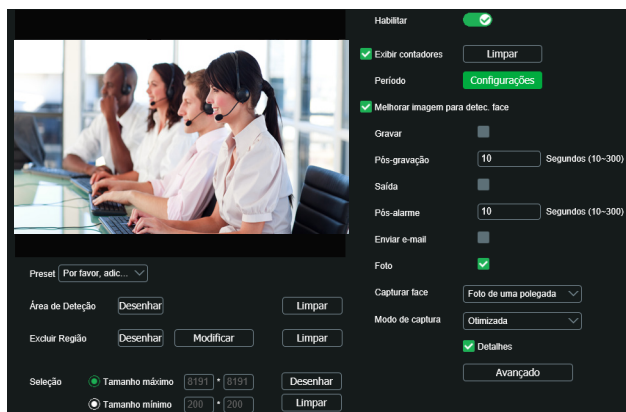 Habilitar
Exibir contadores Limpar
Período Configurações
Melhorar imagem para detec. face
Gravar
Pós-gravação 10 Segundos (10~300)
Saída
Pós-alarme 10 Segundos (10~300)
Enviar e-mail
Foto
Capturar face Foto de uma polegada
Modo de captura Otimizada
Detalhes
Avançado
Preset Por favor, adic...
Área de Deteção Desenhar Limpar
Excluir Região Desenhar Modificar Limpar
Seleção Tamanho máximo 8191 * 8191 Desenhar
Tamanho mínimo 200 * 200 Limpar